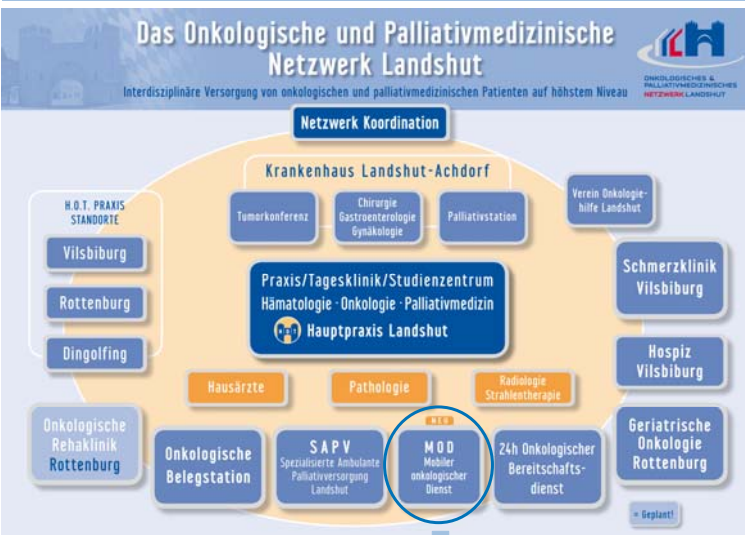 Das Onkologische und Palliativmedizinische
Netzwerk Landshut
Interdisziplinäre Versorgung von onkologischen und palliativmedizinischen Patienten auf höhstem Niveau
ONKOLOGISCHES &
PALLIATIVMEDIZINISCHES
NETZWERK LANDSHUT
Netzwerk Koordination
Krankenhaus Landshut-Achdorf
Tumorkonferenz
Chirurgie
Gastroenterologie
Gynäkologie
Palliativstation
Verein Onkologie-
hilfe Landshut
H.O.T. PRAXIS
STANDORTE
Vilsbiburg
Rottenburg
Dingolfing
Praxis/Tagesklinik/Studienzentrum
Hämatologie · Onkologie · Palliativmedizin
HOT Hauptpraxis Landshut
Schmerzklinik
Vilsbiburg
Hospiz
Vilsbiburg
Hausärzte
Pathologie
Radiologie
Strahlentherapie
Onkologische
Rehaklinik
Rottenburg
Onkologische
Belegstation
SAPV
Spezialisierte Ambulante
Palliativversorgung
Landshut
NEU
MOD
Mobiler
onkologischer
Dienst
24h Onkologischer
Bereitschafts-
dienst
Geriatrische
Onkologie
Rottenburg
= Geplant!